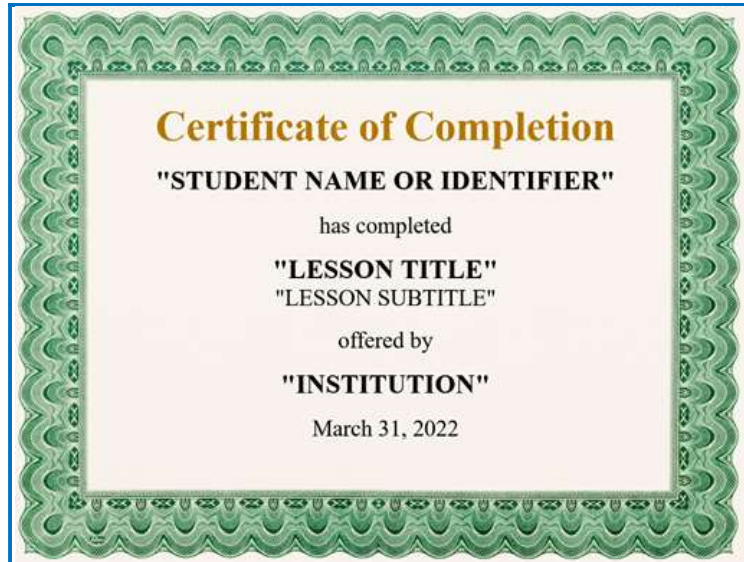 Certificate of Completion
"STUDENT NAME OR IDENTIFIER"
has completed
"LESSON TITLE"
"LESSON SUBTITLE"
offered by
"INSTITUTION"
March 31, 2022